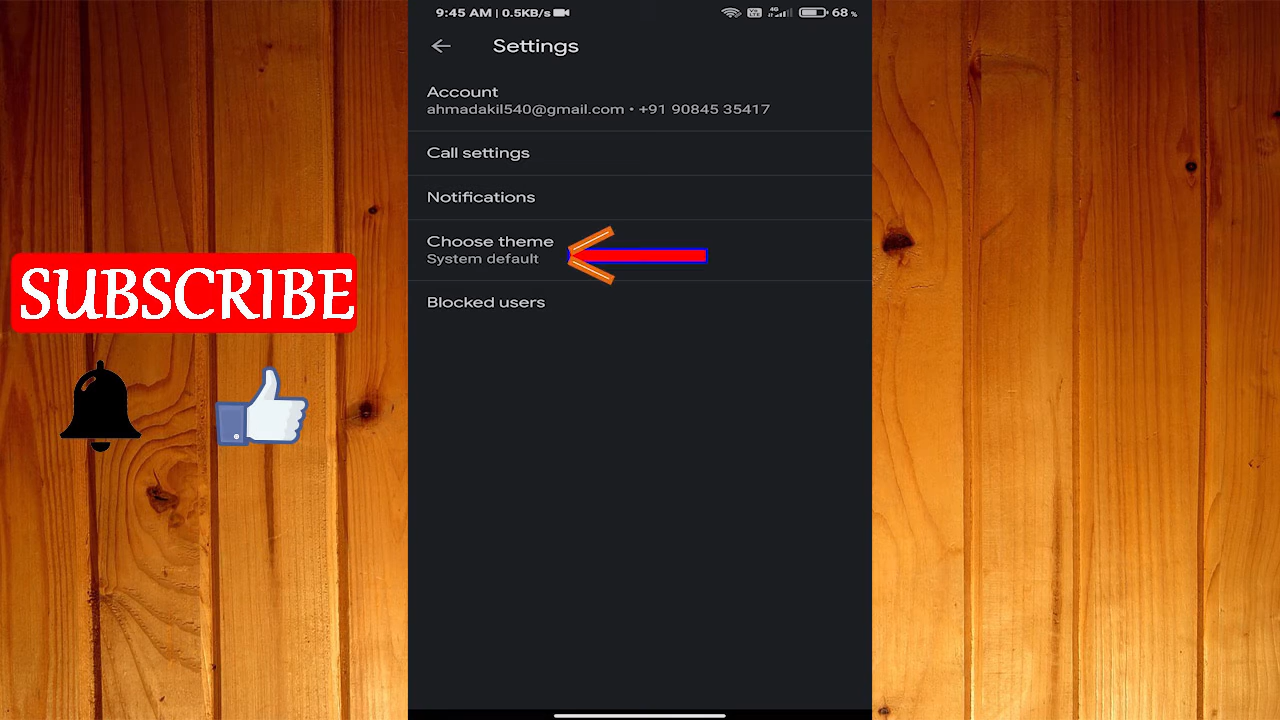 9:45 AM | 0.5KB/s
4G
68 %
Settings
Account
ahmadakil540@gmail.com • +91 90845 35417
Call settings
Notifications
Choose theme
System default
Blocked users
SUBSCRIBE